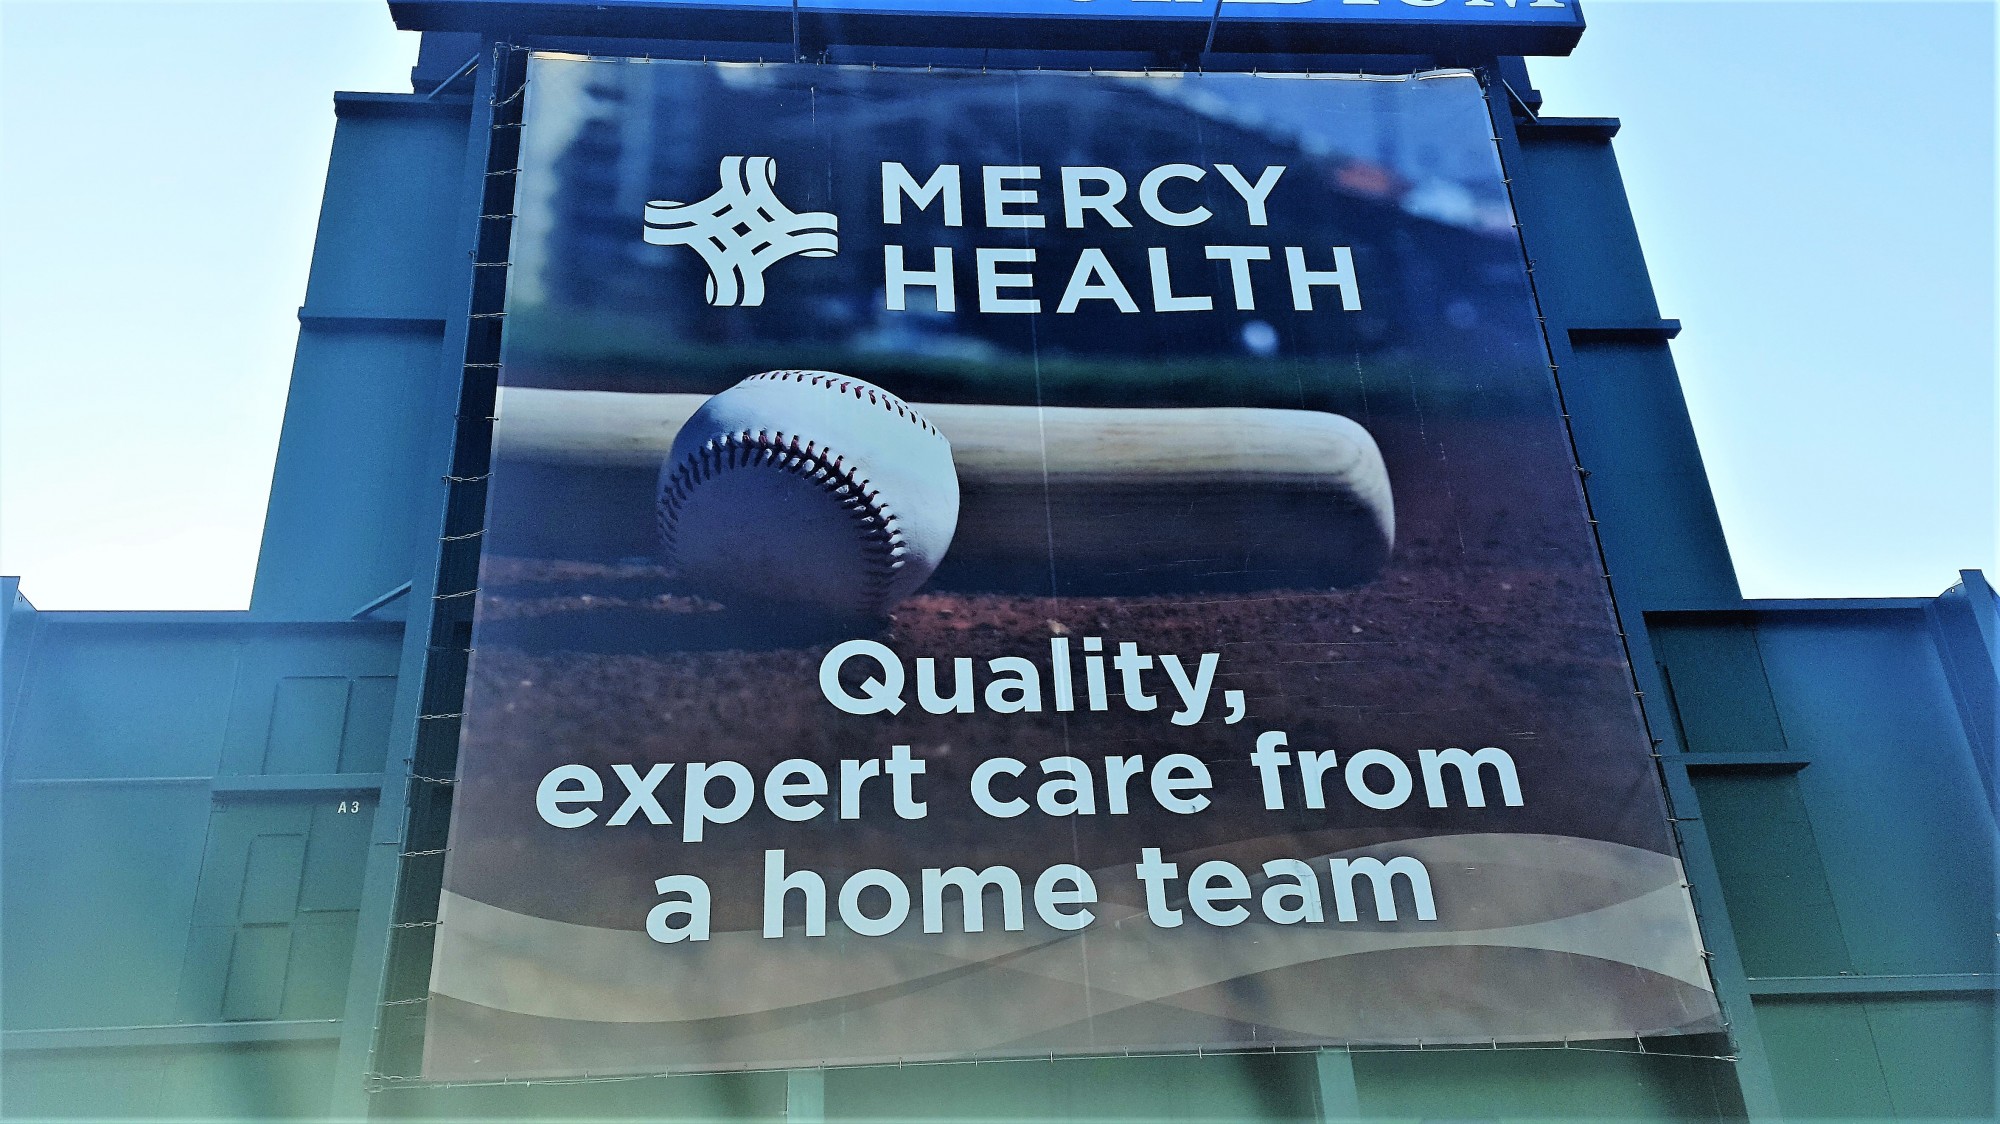 MERCY
HEALTH
Quality,
expert care from
a home team
A3